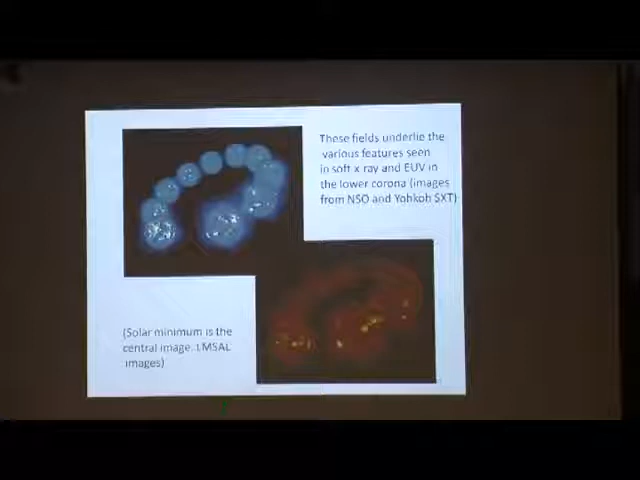 These fields underlie the
various features seen
in soft x ray and EUV in
the lower corona (images
from NSO and Yohkoh SXT)
(Solar minimum is the
central image. LMSAL
images)